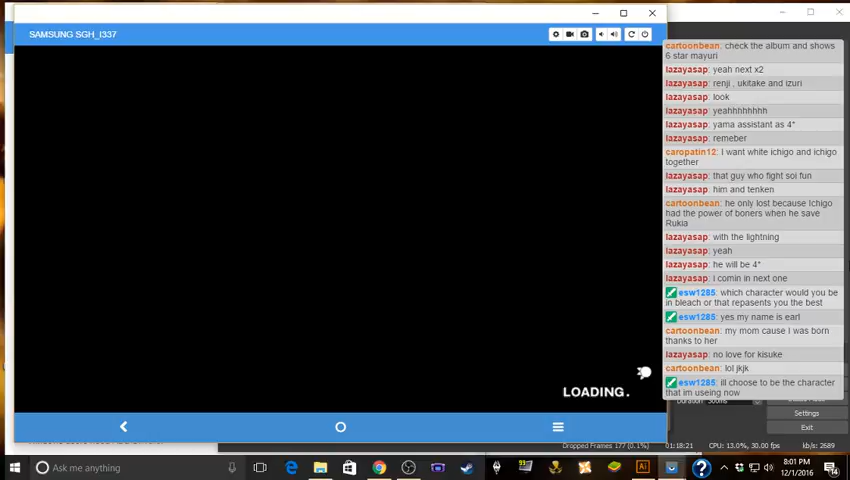 SAMSUNG SGH_I337
LOADING.
cartoonbean: check the album and shows
6 star mayuri
lazayasap: yeah next x2
lazayasap: renji , ukitake and izuri
lazayasap: look
lazayasap: yeahhhhhhhh
lazayasap: yama assistant as 4*
lazayasap: remeber
caropatin12: I want white ichigo and ichigo
together
lazayasap: that guy who fight soi fun
lazayasap: him and tenken
cartoonbean: he only lost because Ichigo
had the power of boners when he save
Rukia
lazayasap: with the lightning
lazayasap: yeah
lazayasap: he will be 4*
lazayasap: i comin in next one
esw1285: which character would you be
in bleach or that repasents you the best
esw1285: yes my name is earl
cartoonbean: my mom cause I was born
thanks to her
lazayasap: no love for kisuke
cartoonbean: lol jkjk
esw1285: ill choose to be the character
that im useing now
Settings
Exit
Dropped Frames 177 (0.1%)
1:18:21
CPU: 13.0%, 30.00 fps
kb/s: 2689
Ask me anything
99
Ai
8:01 PM
12/1/2016